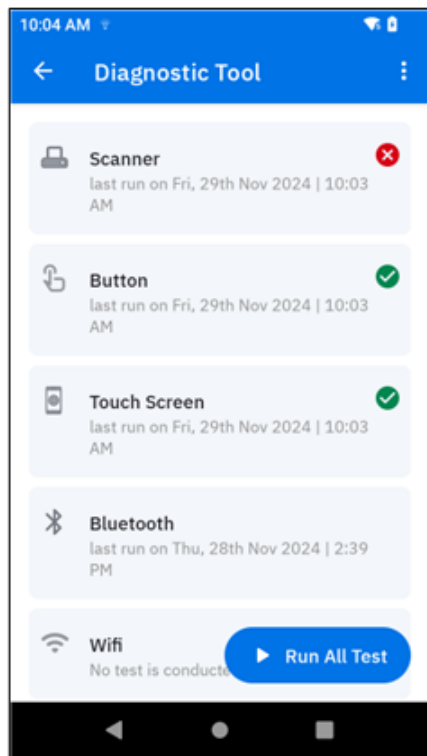 10:04 AM
Diagnostic Tool
Scanner
last run on Fri, 29th Nov 2024 | 10:03
AM
Button
last run on Fri, 29th Nov 2024 | 10:03
AM
Touch Screen
last run on Fri, 29th Nov 2024 | 10:03
AM
Bluetooth
last run on Thu, 28th Nov 2024 | 2:39
PM
Wifi
No test is conducte
Run All Test